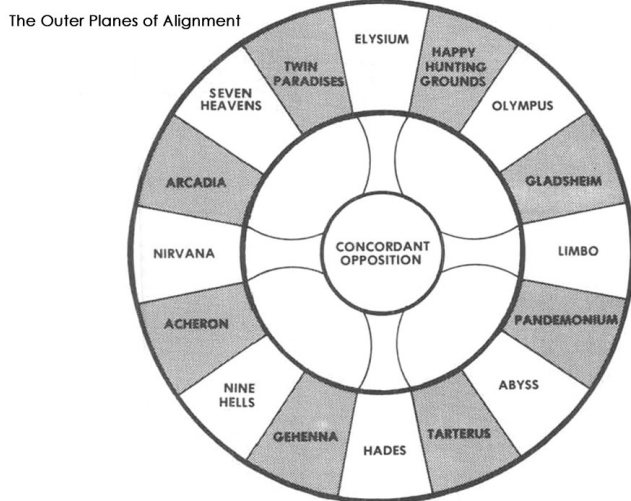 The Outer Planes of Alignment
ELYSIUM
HAPPY
HUNTING
GROUNDS
OLYMPUS
GLADSHEIM
LIMBO
PANDEMONIUM
ABYSS
TARTERUS
HADES
GEHENNA
NINE
HELLS
ACHERON
NIRVANA
ARCADIA
SEVEN
HEAVENS
TWIN
PARADISES
CONCORDANT
OPPOSITION